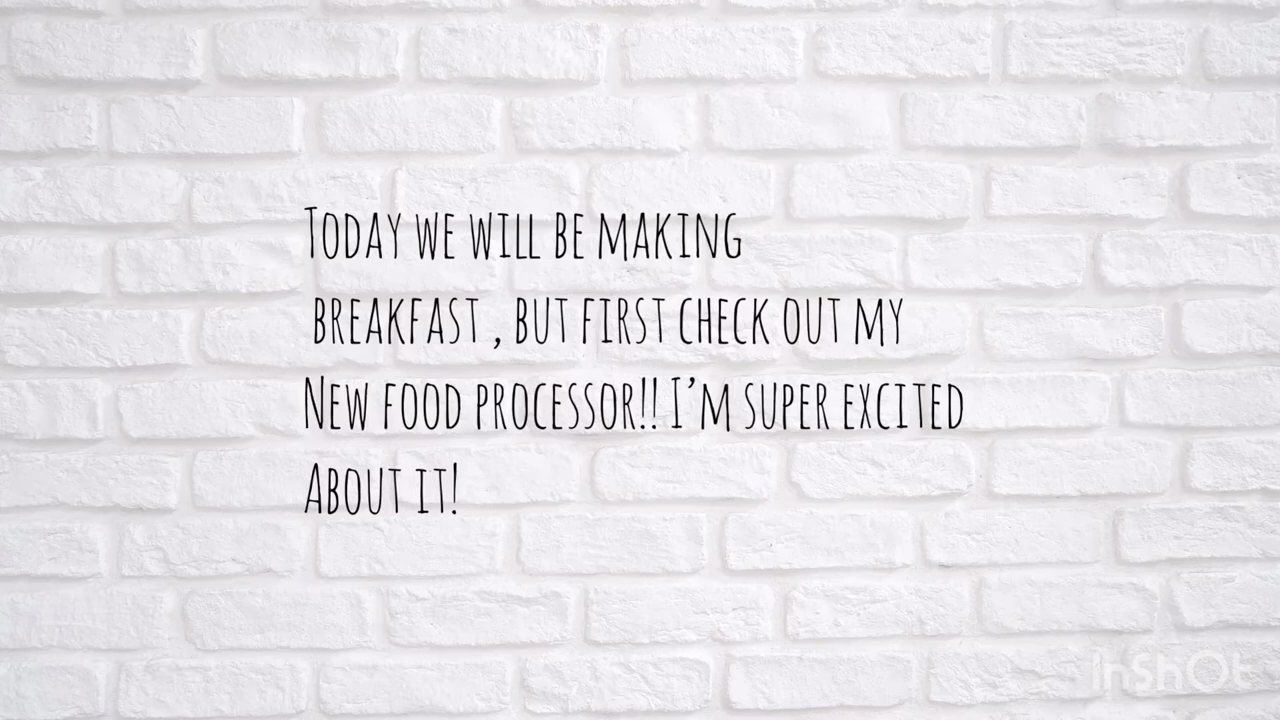 Today we will be making
breakfast , but first check out my
New food processor!! I'm super excited
About it!
InShOt